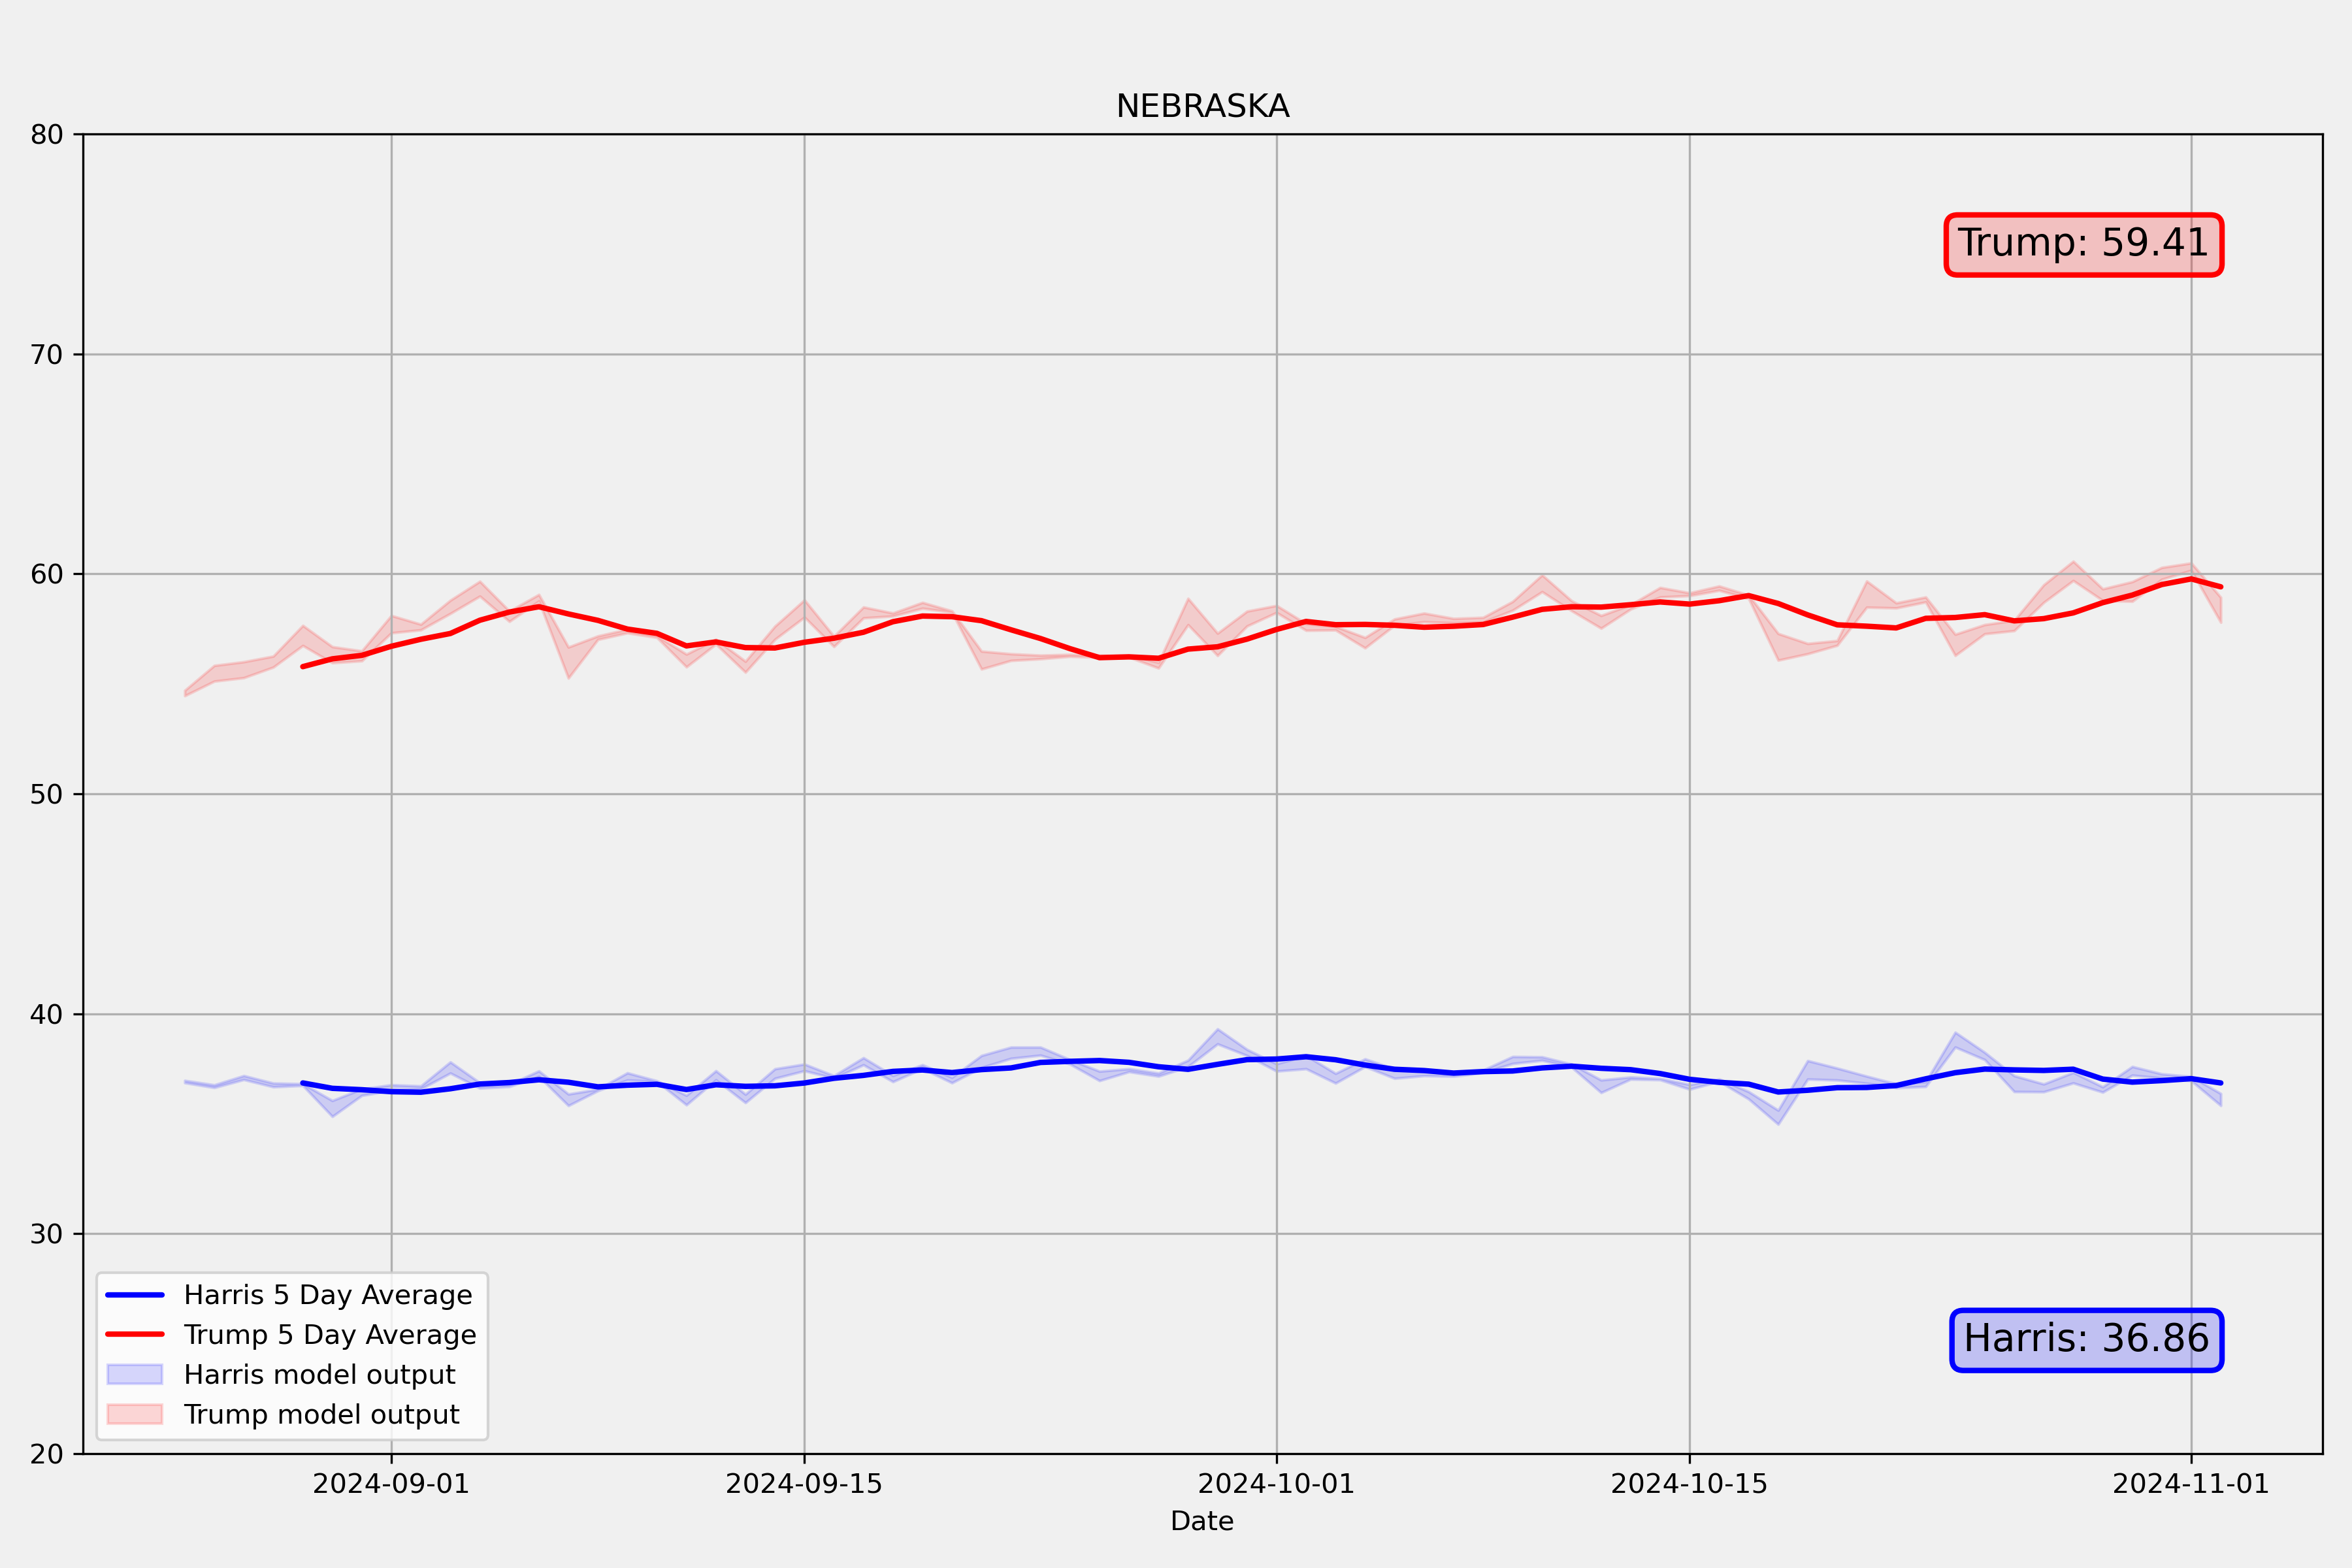 NEBRASKA
80
70
60
50
40
30
20
Trump: 59.41
Harris: 36.86
Harris 5 Day Average
Trump 5 Day Average
Harris model output
Trump model output
2024-09-01
2024-09-15
2024-10-01
2024-10-15
2024-11-01
Date